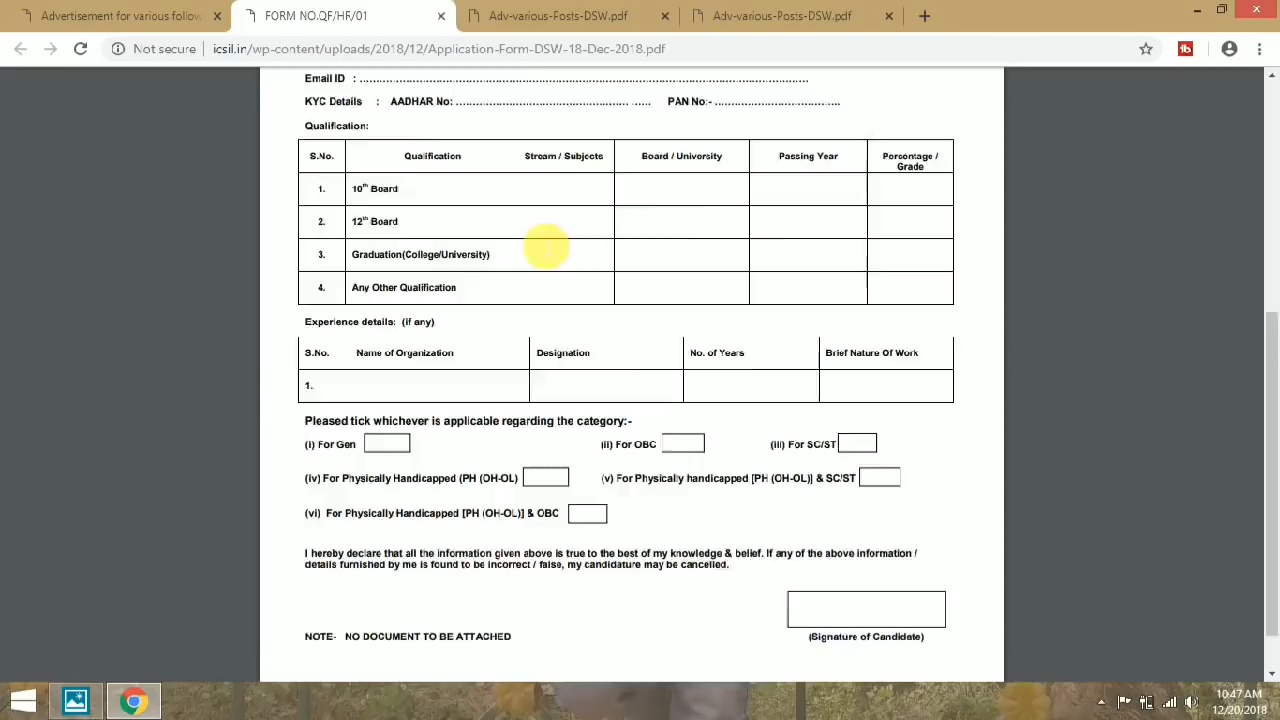 Advertisement for various follow
FORM NO.QF/HR/01
Adv-various-Posts-DSW.pdf
Adv-various-Posts-DSW.pdf
Not secure
icsil.in/wp-content/uploads/2018/12/Application-Form-DSW-18-Dec-2018.pdf
Email ID : ..........................................................................................................
KYC Details : AADHAR No: ................................................ ...... PAN No:- ......................................
Qualification:
S.No. Qualification Stream / Subjects Board / University Passing Year Porcontago / Grado
1. 10th Board
2. 12th Board
3. Graduation(College/University)
4. Any Other Qualification
Experience details: (if any)
S.No. Name of Organization Designation No. of Years Brief Nature Of Work
1.
Pleased tick whichever is applicable regarding the category:-
(i) For Gen (ii) For OBC (iii) For SC/ST
(iv) For Physically Handicapped (PH (OH-OL) (v) For Physically handicapped [PH (OH-OL)] & SC/ST
(vi) For Physically Handicapped [PH (OH-OL)] & OBC
I hereby declare that all the information given above is true to the best of my knowledge & belief. If any of the above information /
details furnished by me is found to be incorrect / false, my candidature may be cancelled.
NOTE- NO DOCUMENT TO BE ATTACHED
(Signature of Candidate)
10:47 AM
12/20/2018